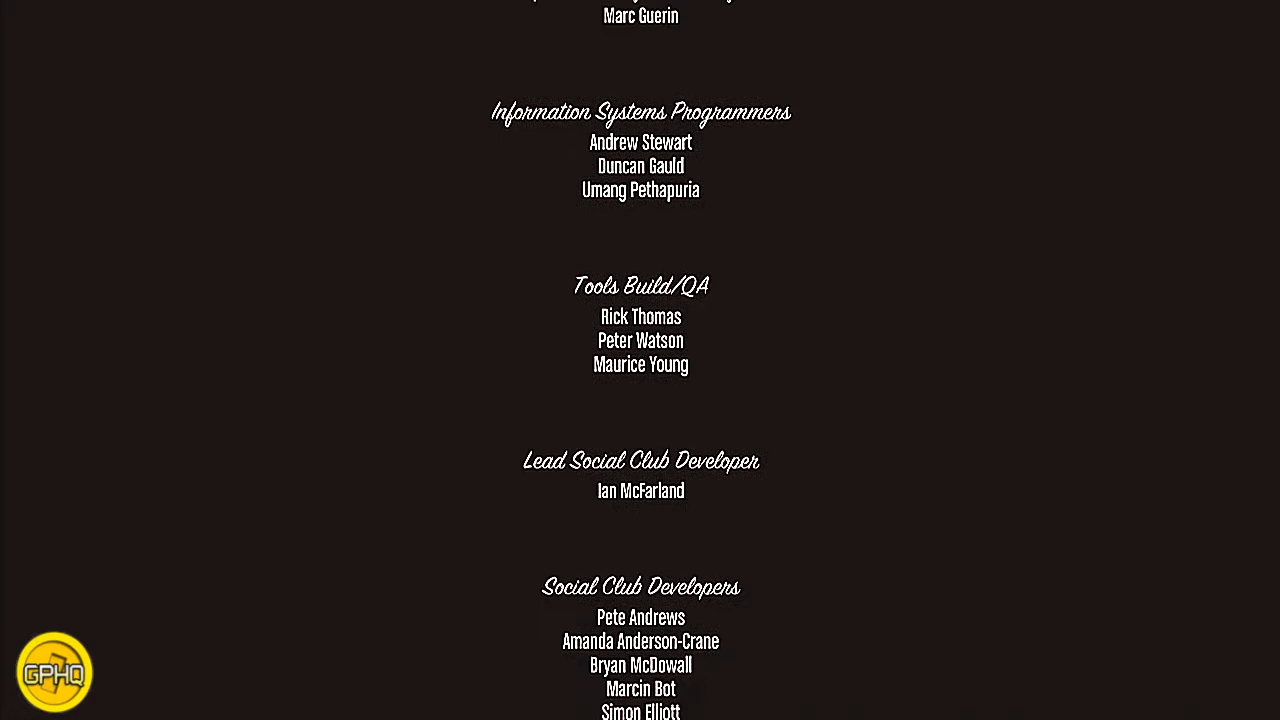 Marc Guerin
Information Systems Programmers
Andrew Stewart
Duncan Gauld
Umang Pethapuria
Tools Build/QA
Rick Thomas
Peter Watson
Maurice Young
Lead Social Club Developer
Ian McFarland
Social Club Developers
Pete Andrews
Amanda Anderson-Crane
Bryan McDowall
Marcin Bot
Simon Elliott
GPHQ